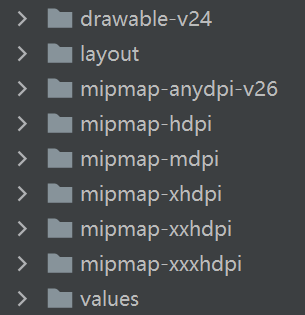 drawable-v24
layout
mipmap-anydpi-v26
mipmap-hdpi
mipmap-mdpi
mipmap-xhdpi
mipmap-xxhdpi
mipmap-xxxhdpi
values